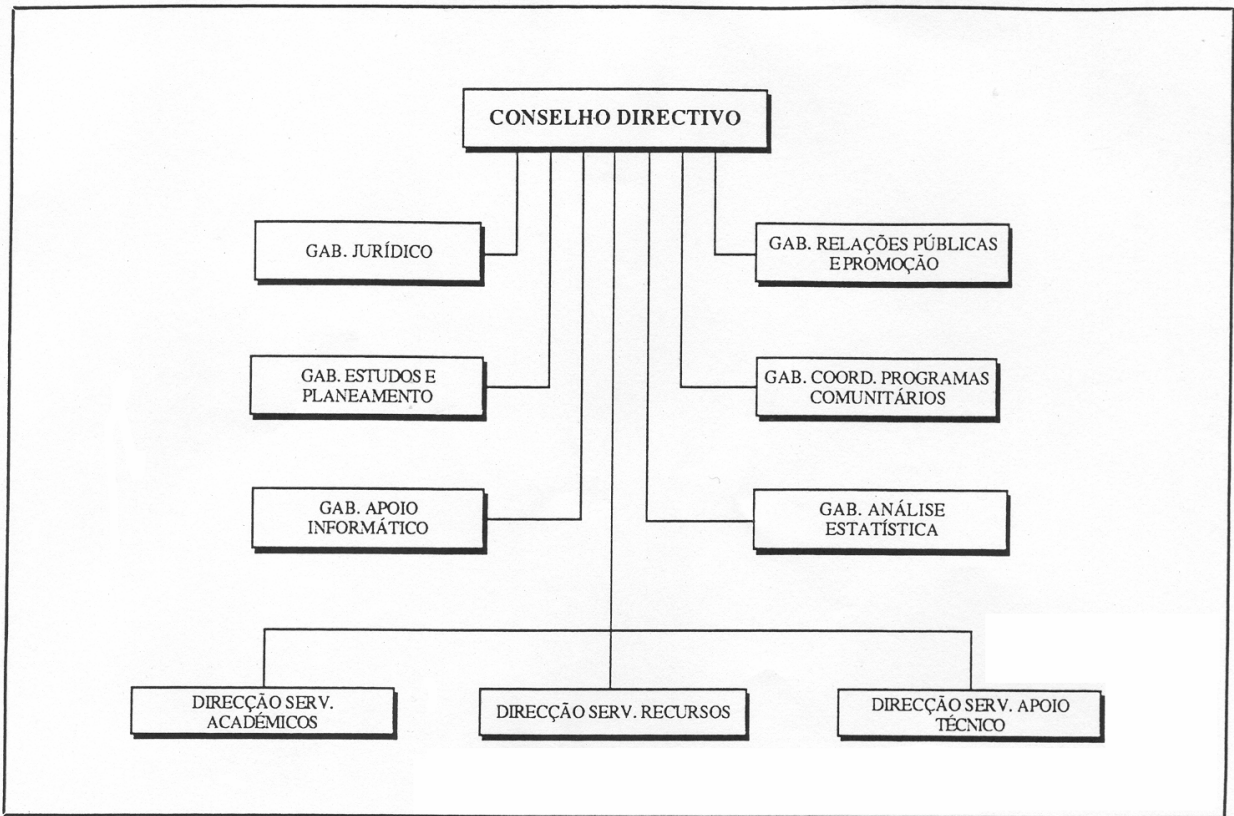 CONSELHO DIRECTIVO
GAB. JURÍDICO
GAB. RELAÇÕES PÚBLICAS
E PROMOÇÃO
GAB. ESTUDOS E
PLANEAMENTO
GAB. COORD. PROGRAMAS
COMUNITÁRIOS
GAB. APOIO
INFORMÁTICO
GAB. ANÁLISE
ESTATÍSTICA
DIRECÇÃO SERV.
ACADÉMICOS
DIRECÇÃO SERV. RECURSOS
DIRECÇÃO SERV. APOIO
TÉCNICO